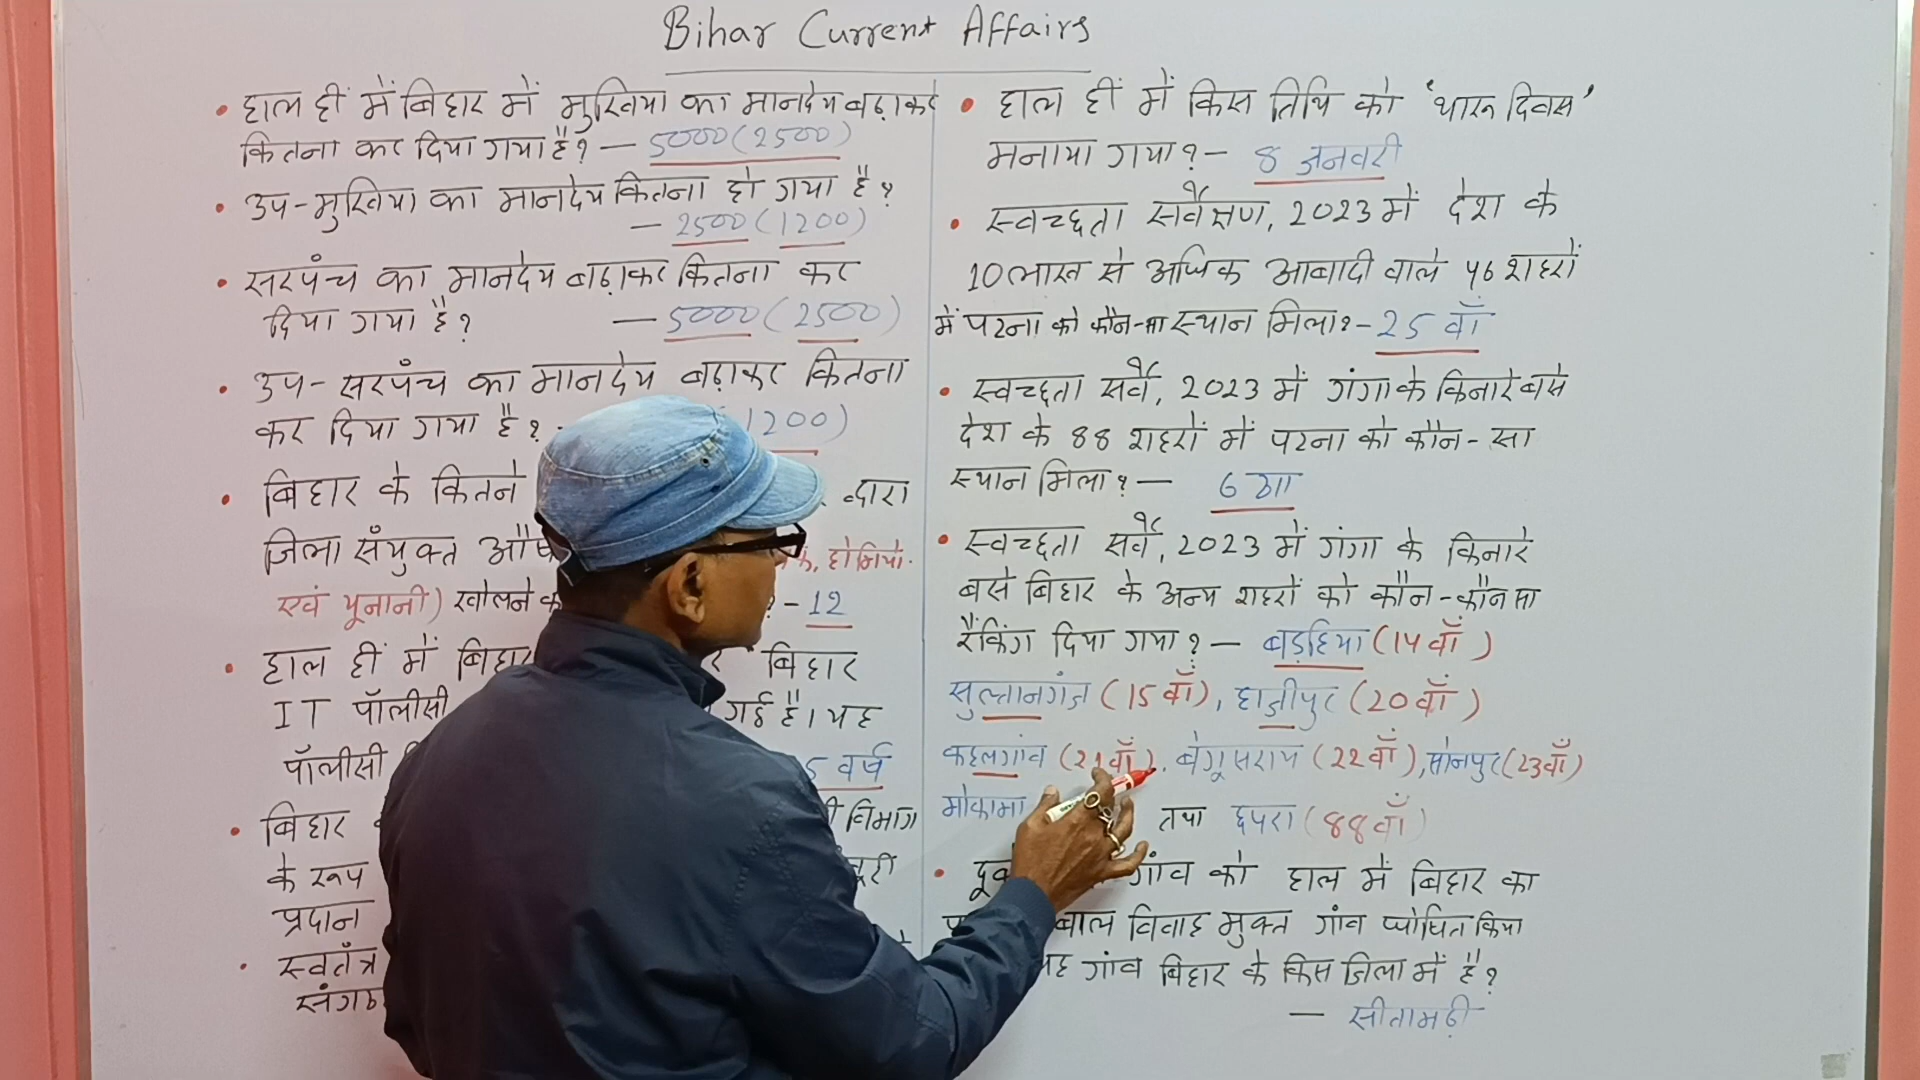 Bihar Current Affairs
• हाल हीं में बिहार में मुखिया का मानदेय बढ़ाकर
कितना कर दिया गया है? — 5000 (2500)
• उप-मुखिया का मानदेय कितना हो गया है?
— 2500 (1200)
• सरपंच का मानदेय बढ़ाकर कितना कर
दिया गया है? — 5000 (2500)
• उप-सरपंच का मानदेय बढ़ाकर कितना
कर दिया गया है? 1200)
• बिहार के कितने द्वारा
जिला संयुक्त होमियो.
एवं यूनानी) खोलने ? - 12
• हाल हीं में बिहार बिहार
IT पॉलीसी गई है। यह
पॉलीसी 5 वर्ष
• बिहार विभाग
के रूप
प्रदान
• स्वतंत्र
• हाल हीं में किस तिथि को 'थारू दिवस'
मनाया गया? - 8 जनवरी
• स्वच्छता सर्वेक्षण, 2023 में देश के
10 लाख से अधिक आबादी वाले 46 शहरों
में पटना को कौन-सा स्थान मिला? - 25 वाँ
• स्वच्छता सर्वे, 2023 में गंगा के किनारे बसे
देश के 88 शहरों में पटना को कौन-सा
स्थान मिला? — 6 ठा
• स्वच्छता सर्वे, 2023 में गंगा के किनारे
बसे बिहार के अन्य शहरों को कौन-कौन सा
रैंकिंग दिया गया? — बड़हिया (14 वाँ)
सुल्तानगंज (15 वाँ), हाजीपुर (20 वाँ)
कहलगांव (21 वाँ), बेगूसराय (22 वाँ), सोनपुर (23 वाँ)
मोकामा तथा छपरा (88 वाँ)
• गांव को हाल में बिहार का
बाल विवाह मुक्त गांव घोषित किया
गांव बिहार के किस जिला में है?
— सीतामढ़ी